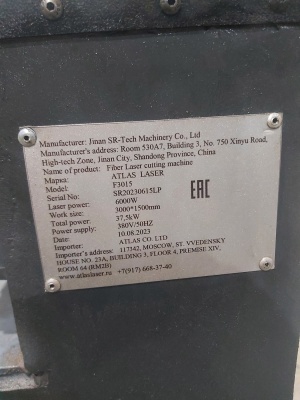 Manufacturer: Jinan SR-Tech Machinery Co., Ltd
Manufacturer's address: Room 530A7, Building 3, No. 750 Xinyu Road,
High-tech Zone, Jinan City, Shandong Province, China
Name of product: Fiber Laser cutting machine
Марка: ATLAS LASER
Model: F3015
Serial No: SR20230615LP
Laser power: 6000W
Work size: 3000*1500mm
Total power: 37,5kW
Power supply: 380V/50HZ
Date: 10.08.2023
Importer: ATLAS CO. LTD
Importer's address: 117342, MOSCOW, ST. VVEDENSKY
HOUSE NO. 23A, BUILDING 3, FLOOR 4, PREMISE XIV,
ROOM 64 (RM2B)
www.atlaslaser.ru +7(917) 668-37-40
EAC